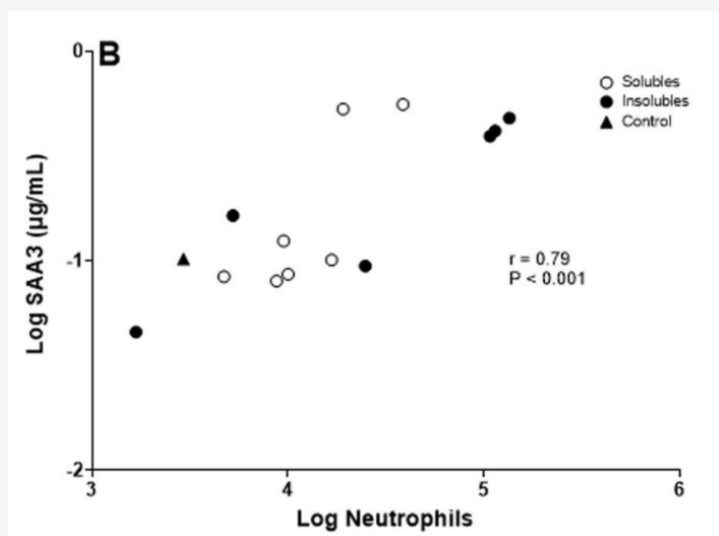 B
0
-1
-2
Log SAA3 (µg/mL)
Solubles
Insolubles
Control
r = 0.79
P < 0.001
3 4 5 6
Log Neutrophils